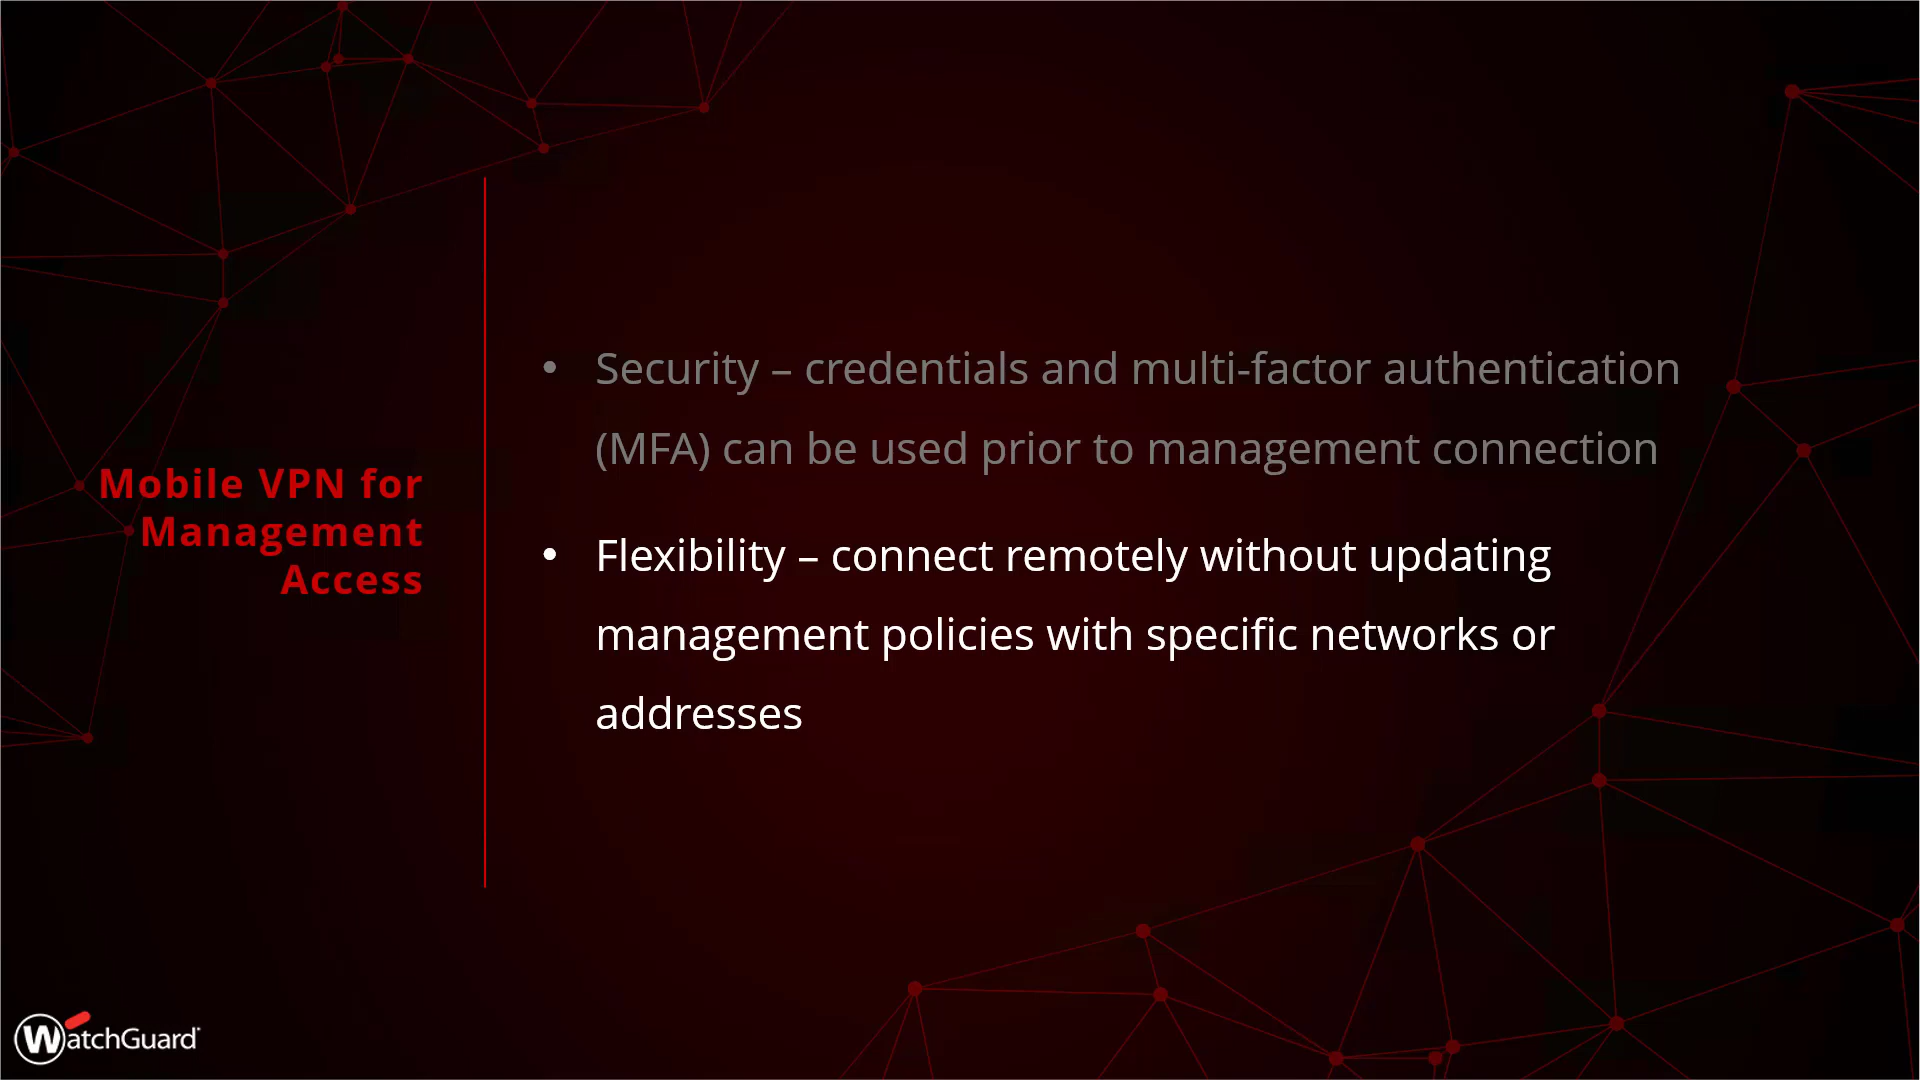 Mobile VPN for
Management
Access
• Security – credentials and multi-factor authentication
(MFA) can be used prior to management connection
• Flexibility – connect remotely without updating
management policies with specific networks or
addresses
WatchGuard